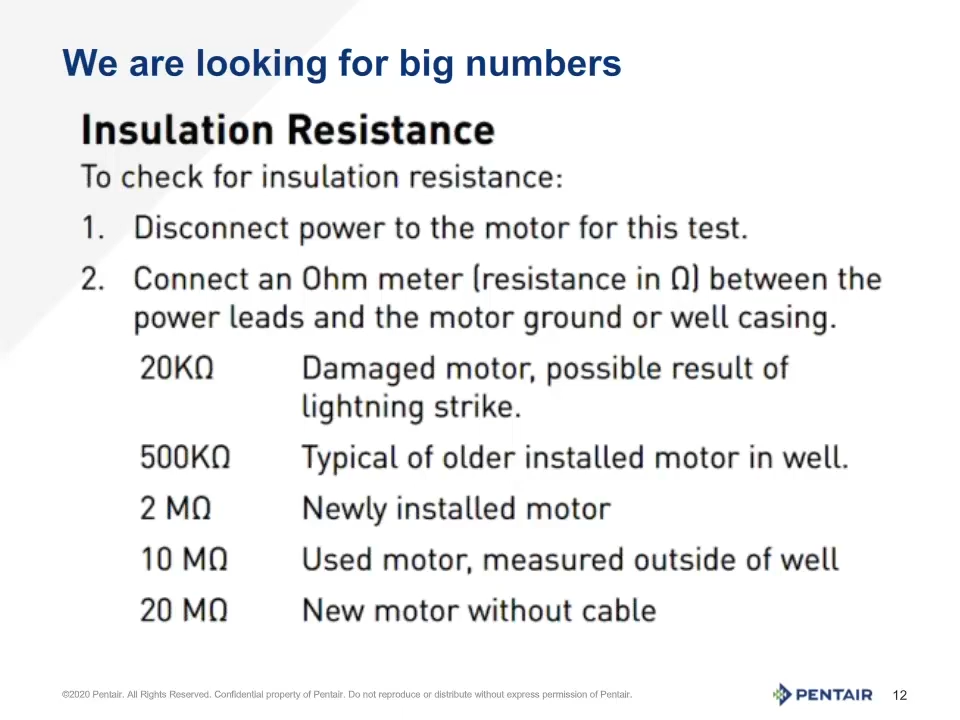 We are looking for big numbers
Insulation Resistance
To check for insulation resistance:
1. Disconnect power to the motor for this test.
2. Connect an Ohm meter (resistance in Ω) between the
power leads and the motor ground or well casing.
20KΩ Damaged motor, possible result of
lightning strike.
500KΩ Typical of older installed motor in well.
2 MΩ Newly installed motor
10 MΩ Used motor, measured outside of well
20 MΩ New motor without cable
©2020 Pentair. All Rights Reserved. Confidential property of Pentair. Do not reproduce or distribute without express permission of Pentair.
PENTAIR 12